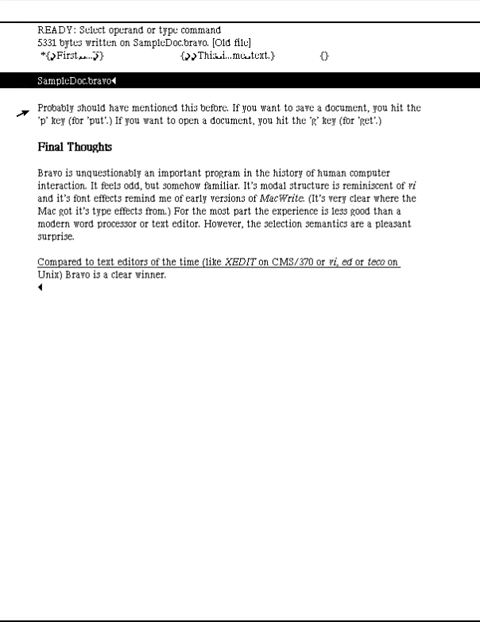 READY: Select operand or type command
5331 bytes written on SampleDoc.bravo. [Old file]
{}
SampleDoc.bravo
Probably should have mentioned this before. If you want to save a document, you hit the
'p' key (for 'put'.) If you want to open a document, you hit the 'g' key (for 'get'.)
Final Thoughts
Bravo is unquestionably an important program in the history of human computer
interaction. It feels odd, but somehow familiar. It's modal structure is reminiscent of vi
and it's font effects remind me of early versions of MacWrite. (It's very clear where the
Mac got it's type effects from.) For the most part the experience is less good than a
modern word processor or text editor. However, the selection semantics are a pleasant
surprise.
Compared to text editors of the time (like XEDIT on CMS/370 or vi, ed or teco on
Unix) Bravo is a clear winner.